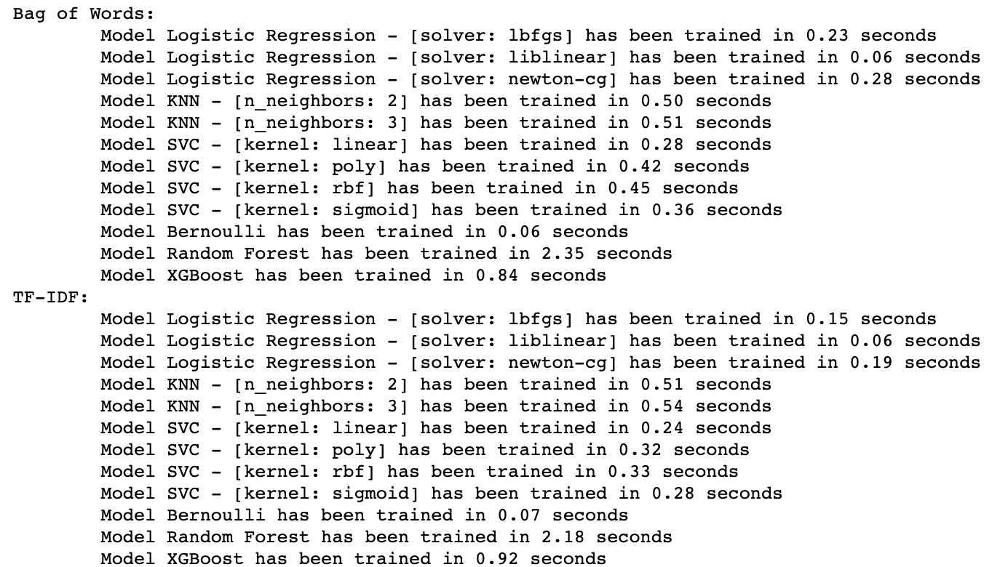 Bag of Words:
Model Logistic Regression - [solver: lbfgs] has been trained in 0.23 seconds
Model Logistic Regression - [solver: liblinear] has been trained in 0.06 seconds
Model Logistic Regression - [solver: newton-cg] has been trained in 0.28 seconds
Model KNN - [n_neighbors: 2] has been trained in 0.50 seconds
Model KNN - [n_neighbors: 3] has been trained in 0.51 seconds
Model SVC - [kernel: linear] has been trained in 0.28 seconds
Model SVC - [kernel: poly] has been trained in 0.42 seconds
Model SVC - [kernel: rbf] has been trained in 0.45 seconds
Model SVC - [kernel: sigmoid] has been trained in 0.36 seconds
Model Bernoulli has been trained in 0.06 seconds
Model Random Forest has been trained in 2.35 seconds
Model XGBoost has been trained in 0.84 seconds
TF-IDF:
Model Logistic Regression - [solver: lbfgs] has been trained in 0.15 seconds
Model Logistic Regression - [solver: liblinear] has been trained in 0.06 seconds
Model Logistic Regression - [solver: newton-cg] has been trained in 0.19 seconds
Model KNN - [n_neighbors: 2] has been trained in 0.51 seconds
Model KNN - [n_neighbors: 3] has been trained in 0.54 seconds
Model SVC - [kernel: linear] has been trained in 0.24 seconds
Model SVC - [kernel: poly] has been trained in 0.32 seconds
Model SVC - [kernel: rbf] has been trained in 0.33 seconds
Model SVC - [kernel: sigmoid] has been trained in 0.28 seconds
Model Bernoulli has been trained in 0.07 seconds
Model Random Forest has been trained in 2.18 seconds
Model XGBoost has been trained in 0.92 seconds